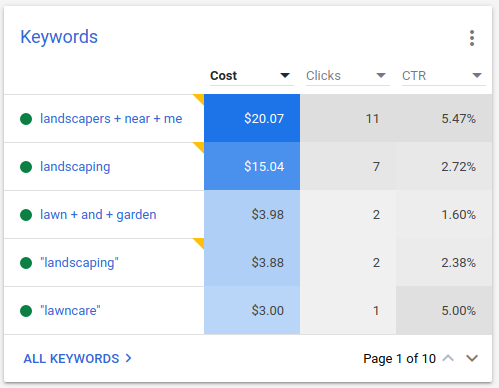 Keywords
Cost Clicks CTR
landscapers + near + me $20.07 11 5.47%
landscaping $15.04 7 2.72%
lawn + and + garden $3.98 2 1.60%
"landscaping" $3.88 2 2.38%
"lawncare" $3.00 1 5.00%
ALL KEYWORDS Page 1 of 10